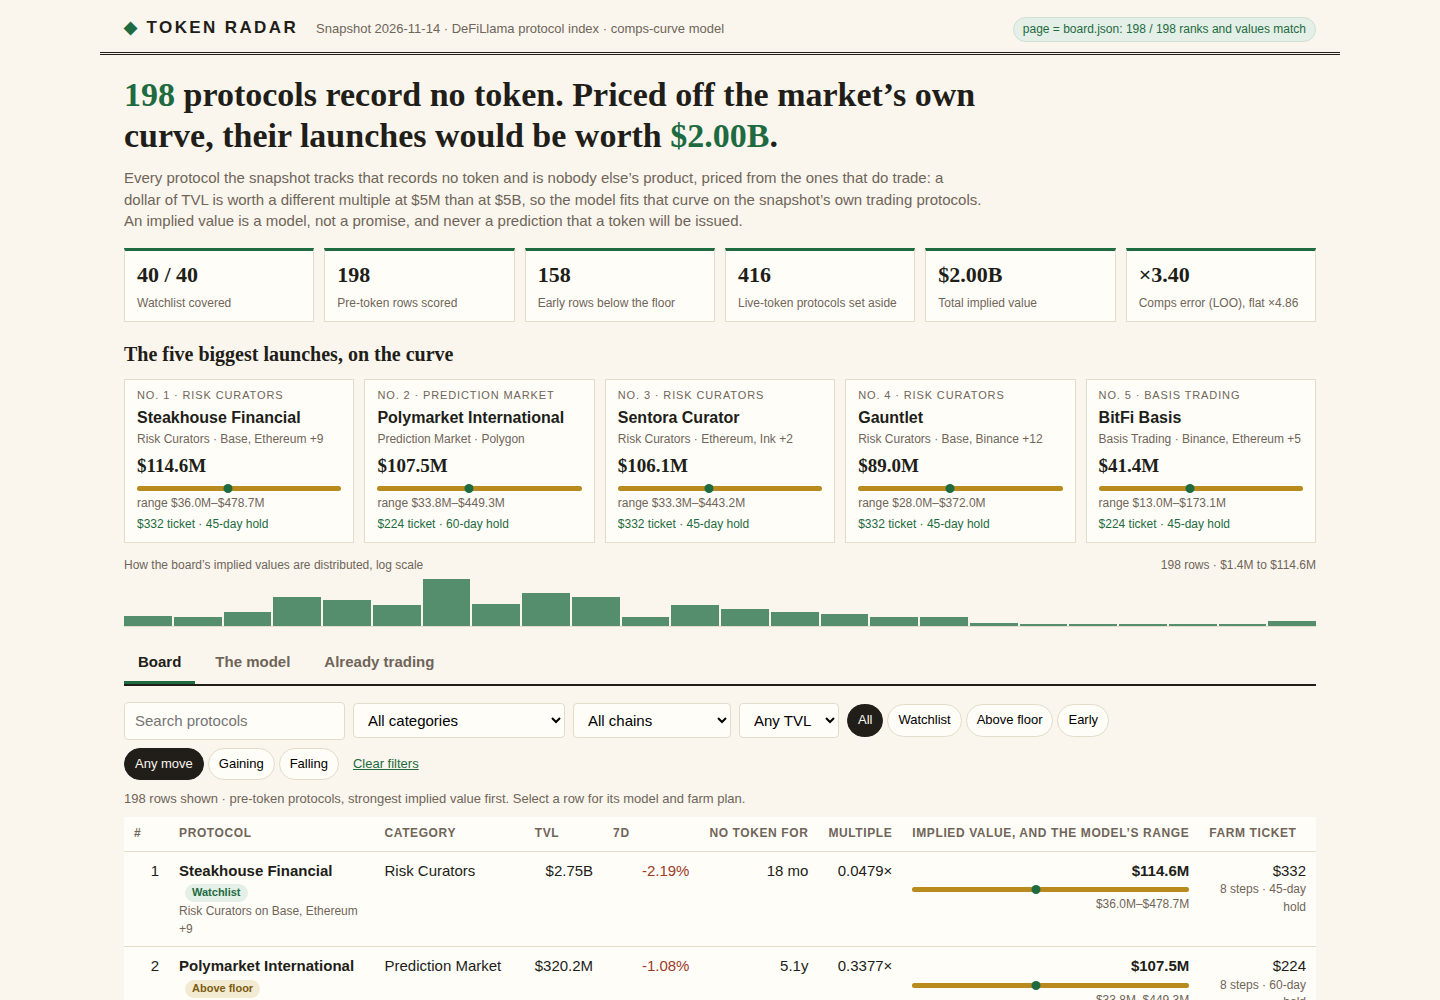 TOKEN RADAR
Snapshot 2026-11-14 · DeFiLlama protocol index · comps-curve model
page = board.json: 198 / 198 ranks and values match
198 protocols record no token. Priced off the market’s own
curve, their launches would be worth $2.00B.
Every protocol the snapshot tracks that records no token and is nobody else’s product, priced from the ones that do trade: a
dollar of TVL is worth a different multiple at $5M than at $5B, so the model fits that curve on the snapshot’s own trading protocols.
An implied value is a model, not a promise, and never a prediction that a token will be issued.
40 / 40
Watchlist covered
198
Pre-token rows scored
158
Early rows below the floor
416
Live-token protocols set aside
$2.00B
Total implied value
×3.40
Comps error (LOO), flat ×4.86
The five biggest launches, on the curve
NO. 1 · RISK CURATORS
Steakhouse Financial
Risk Curators · Base, Ethereum +9
$114.6M
range $36.0M–$478.7M
$332 ticket · 45-day hold
NO. 2 · PREDICTION MARKET
Polymarket International
Prediction Market · Polygon
$107.5M
range $33.8M–$449.3M
$224 ticket · 60-day hold
NO. 3 · RISK CURATORS
Sentora Curator
Risk Curators · Ethereum, Ink +2
$106.1M
range $33.3M–$443.2M
$332 ticket · 45-day hold
NO. 4 · RISK CURATORS
Gauntlet
Risk Curators · Base, Binance +12
$89.0M
range $28.0M–$372.0M
$332 ticket · 45-day hold
NO. 5 · BASIS TRADING
BitFi Basis
Basis Trading · Binance, Ethereum +5
$41.4M
range $13.0M–$173.1M
$224 ticket · 45-day hold
How the board’s implied values are distributed, log scale
198 rows · $1.4M to $114.6M
Board The model Already trading
Search protocols All categories All chains Any TVL All Watchlist Above floor Early
Any move Gaining Falling Clear filters
198 rows shown · pre-token protocols, strongest implied value first. Select a row for its model and farm plan.
# PROTOCOL CATEGORY TVL 7D NO TOKEN FOR MULTIPLE IMPLIED VALUE, AND THE MODEL’S RANGE FARM TICKET
1 Steakhouse Financial Risk Curators $2.75B -2.19% 18 mo 0.0479× $114.6M $332
Watchlist 8 steps · 45-day
Risk Curators on Base, Ethereum $36.0M–$478.7M hold
+9
2 Polymarket International Prediction Market $320.2M -1.08% 5.1y 0.3377× $107.5M $224
Above floor 8 steps · 60-day
$33.8M–$449.3M hold